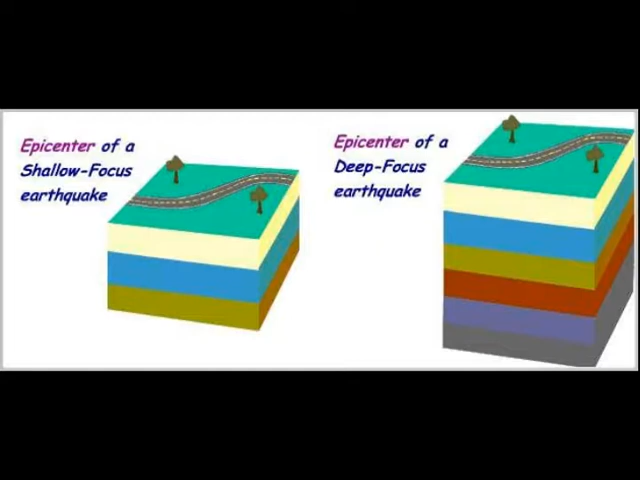 Epicenter of a
Shallow-Focus
earthquake
Epicenter of a
Deep-Focus
earthquake